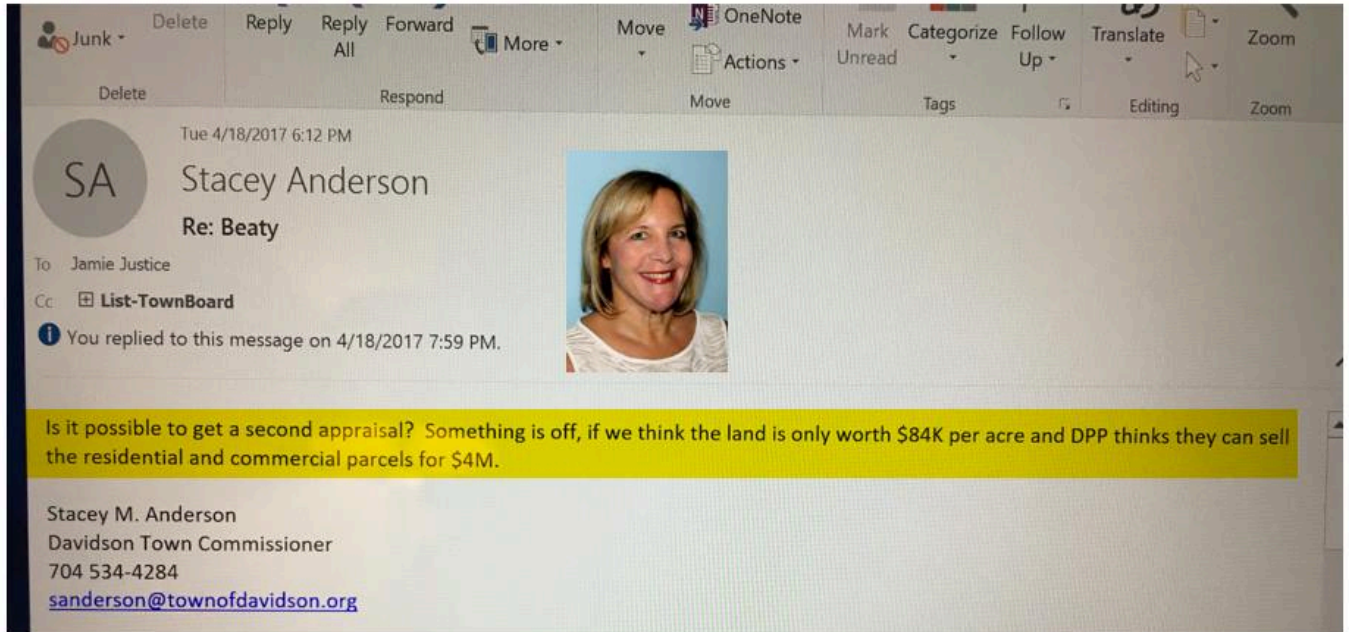 Junk
Delete
Reply
Reply All
Forward
More
Move
OneNote
Actions
Mark Unread
Categorize
Follow Up
Translate
Zoom
Delete
Respond
Move
Tags
Editing
Zoom
Tue 4/18/2017 6:12 PM
SA
Stacey Anderson
Re: Beaty
To Jamie Justice
Cc List-TownBoard
You replied to this message on 4/18/2017 7:59 PM.
Is it possible to get a second appraisal? Something is off, if we think the land is only worth $84K per acre and DPP thinks they can sell
the residential and commercial parcels for $4M.
Stacey M. Anderson
Davidson Town Commissioner
704 534-4284
sanderson@townofdavidson.org